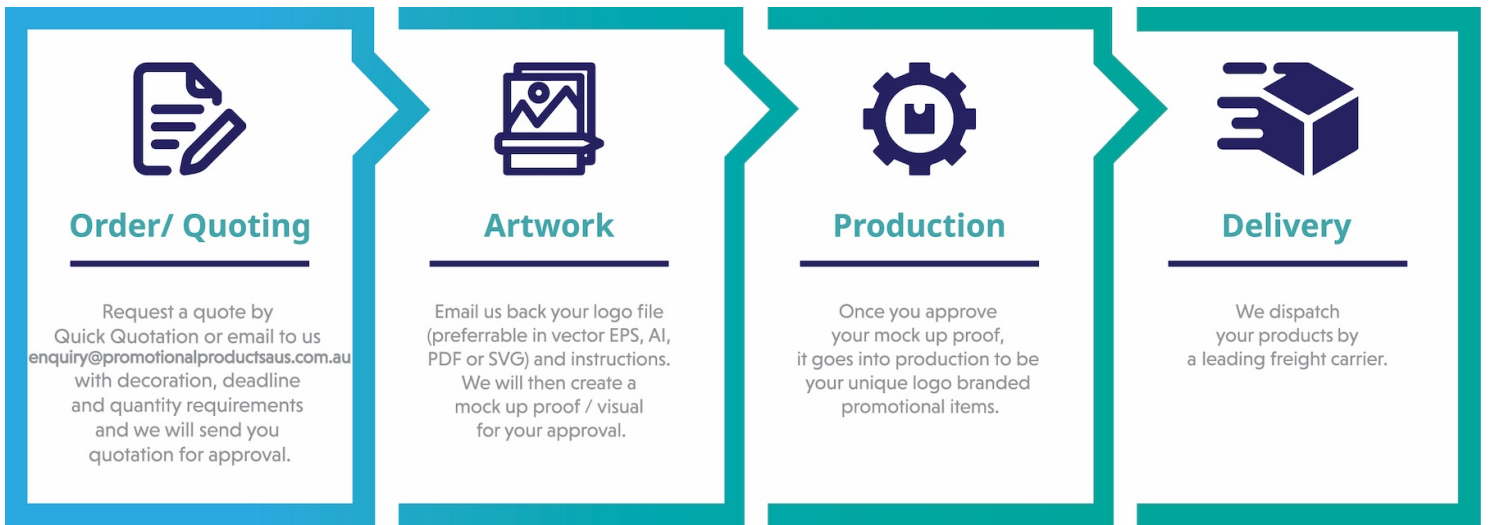 Order/ Quoting
Request a quote by
Quick Quotation or email to us
enquiry@promotionalproductsaus.com.au
with decoration, deadline
and quantity requirements
and we will send you
quotation for approval.
Artwork
Email us back your logo file
(preferrable in vector EPS, AI,
PDF or SVG) and instructions.
We will then create a
mock up proof / visual
for your approval.
Production
Once you approve
your mock up proof,
it goes into production to be
your unique logo branded
promotional items.
Delivery
We dispatch
your products by
a leading freight carrier.